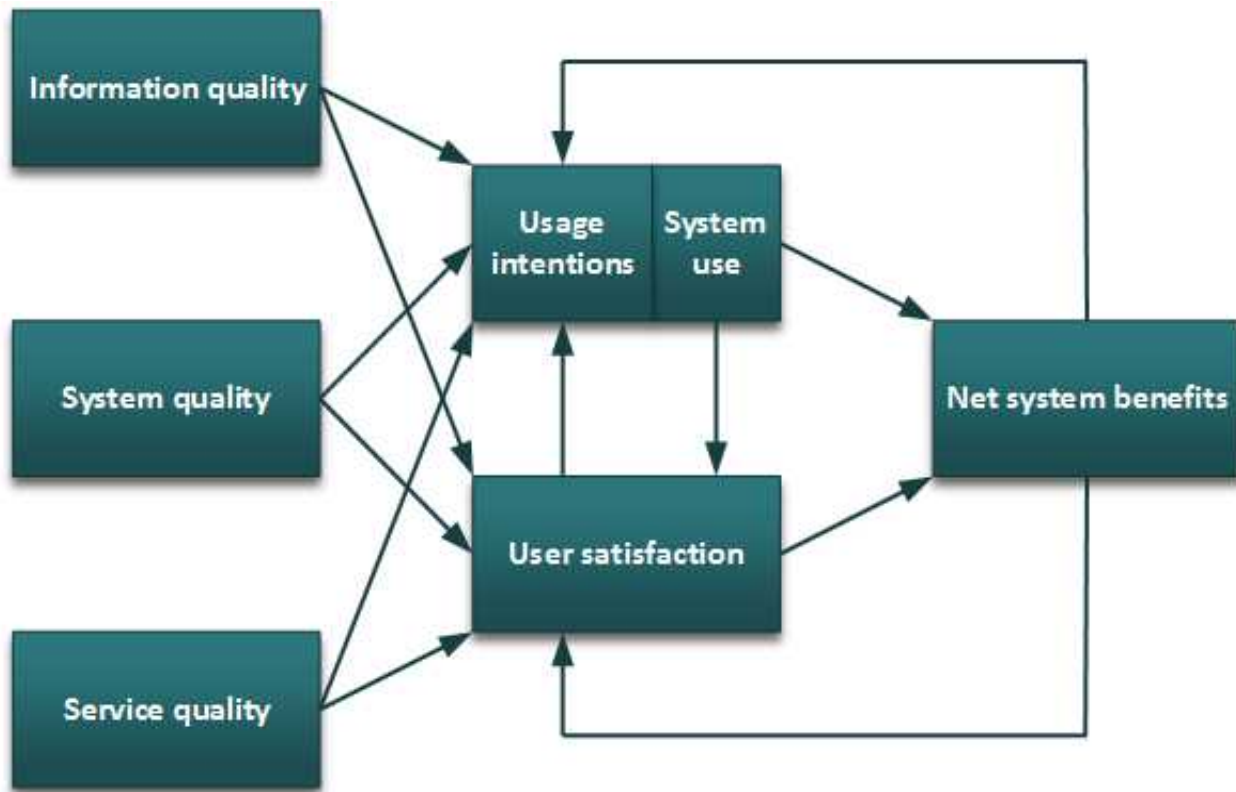 Information quality
Usage
intentions
System
use
System quality
Net system benefits
User satisfaction
Service quality